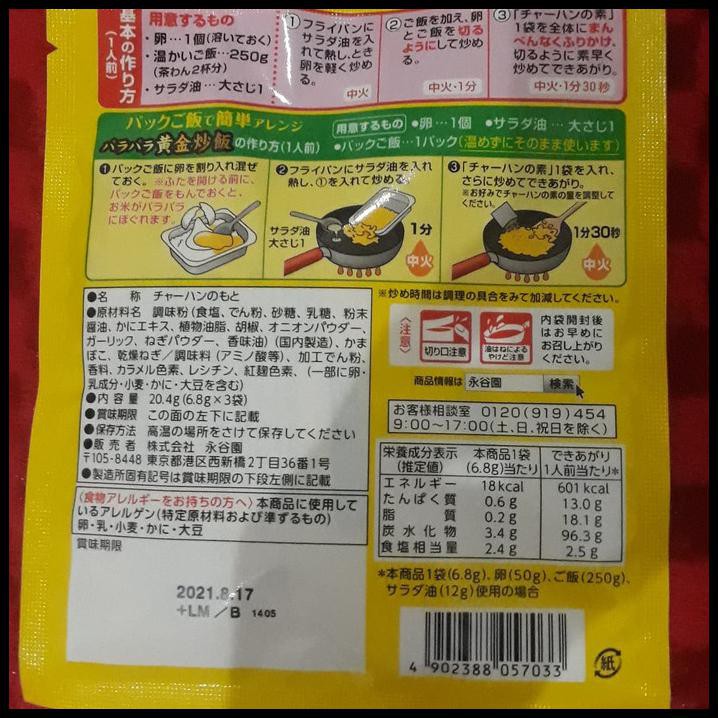 基本の作り方
(1人前)
用意するもの
・卵…1個(溶いておく)
・温かいご飯…250g
(茶わん2杯分)
・サラダ油…大さじ1
①フライパンに
サラダ油を入
れて熱し、とき
卵を軽く炒め
る。
中火
②ご飯を加え、卵
とご飯を切る
ようにして炒め
る。
中火・1分
③「チャーハンの素」
1袋を全体にまん
べんなくふりかけ、
切るように素早く
炒めてできあがり。
中火・1分30秒
パックご飯で簡単アレンジ
パラパラ黄金炒飯の作り方(1人前)
用意するもの ●卵…1個 ●サラダ油…大さじ1
●パックご飯…1パック(温めずにそのまま使います)
①パックご飯に卵を割り入れ混ぜ
ておく。※ふたを開ける前に、
パックご飯をもんでおくと、
お米がパラパラ
にほぐれます。
②フライパンにサラダ油を入れ
熱し、①を入れて炒める。
サラダ油
大さじ1
1分
中火
③「チャーハンの素」1袋を入れ、
さらに炒めてできあがり。
※お好みでチャーハンの素の量を調整して
ください。
1分30秒
中火
※炒め時間は調理の具合をみて加減してください。
●名 称 チャーハンのもと
●原材料名 調味粉(食塩、でん粉、砂糖、乳糖、粉末
醤油、かにエキス、植物油脂、胡椒、オニオンパウダー、
ガーリック、ねぎパウダー、香味油)(国内製造)、かま
ぼこ、乾燥ねぎ/調味料(アミノ酸等)、加工でん粉、
香料、カラメル色素、レシチン、紅麹色素、(一部に卵・
乳成分・小麦・かに・大豆を含む)
●内容量 20.4g(6.8g×3袋)
●賞味期限 この面の左下に記載
●保存方法 高温の場所をさけて保存してください
●販売者 株式会社 永谷園
〒105-8448 東京都港区西新橋2丁目36番1号
●製造所固有記号は賞味期限の下段左側に記載
〈食物アレルギーをお持ちの方へ〉本商品に使用して
いるアレルゲン(特定原材料および準ずるもの)
卵・乳・小麦・かに・大豆
賞味期限
2021.8.17
+LM/B 1405
〈注意〉
切り口注意
油はねによる
やけど注意
内袋開封後
はお早めに
お召し上がり
ください。
商品情報は 永谷園 検索
お客様相談室 0120(919)454
9:00~17:00(土、日、祝日を除く)
栄養成分表示 本商品1袋 できあがり
(推定値) (6.8g)当たり 1人前当たり*
エネルギー 18kcal 601kcal
たんぱく質 0.6g 13.0g
脂質 0.2g 18.1g
炭水化物 3.4g 96.3g
食塩相当量 2.4g 2.5g
*本商品1袋(6.8g)、卵(50g)、ご飯(250g)、
サラダ油(12g)使用の場合
4 902388 057033
紙